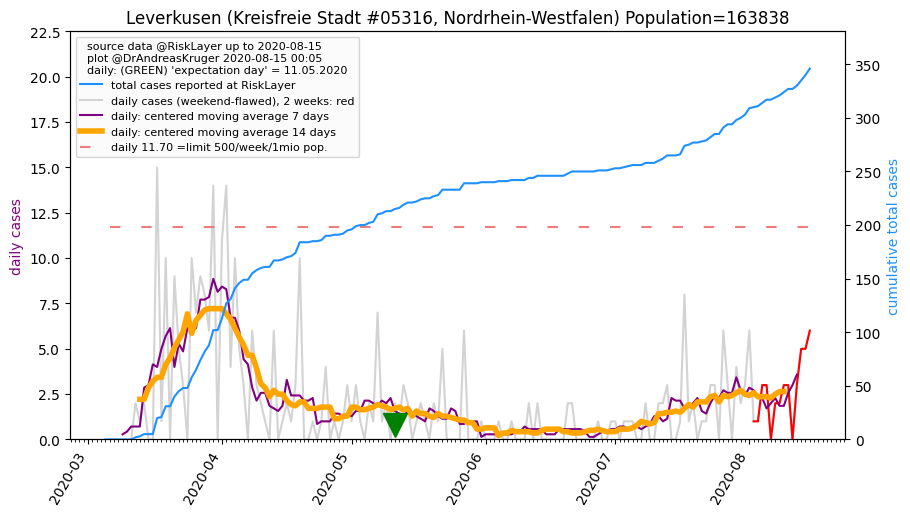 Leverkusen (Kreisfreie Stadt #05316, Nordrhein-Westfalen) Population=163838
source data @RiskLayer up to 2020-08-15
plot @DrAndreasKruger 2020-08-15 00:05
daily: (GREEN) 'expectation day' = 11.05.2020
total cases reported at RiskLayer
daily cases (weekend-flawed), 2 weeks: red
daily: centered moving average 7 days
daily: centered moving average 14 days
daily 11.70 =limit 500/week/1mio pop.
22.5
20.0
17.5
15.0
12.5
10.0
7.5
5.0
2.5
0.0
daily cases
350
300
250
200
150
100
50
0
cumulative total cases
2020-03
2020-04
2020-05
2020-06
2020-07
2020-08